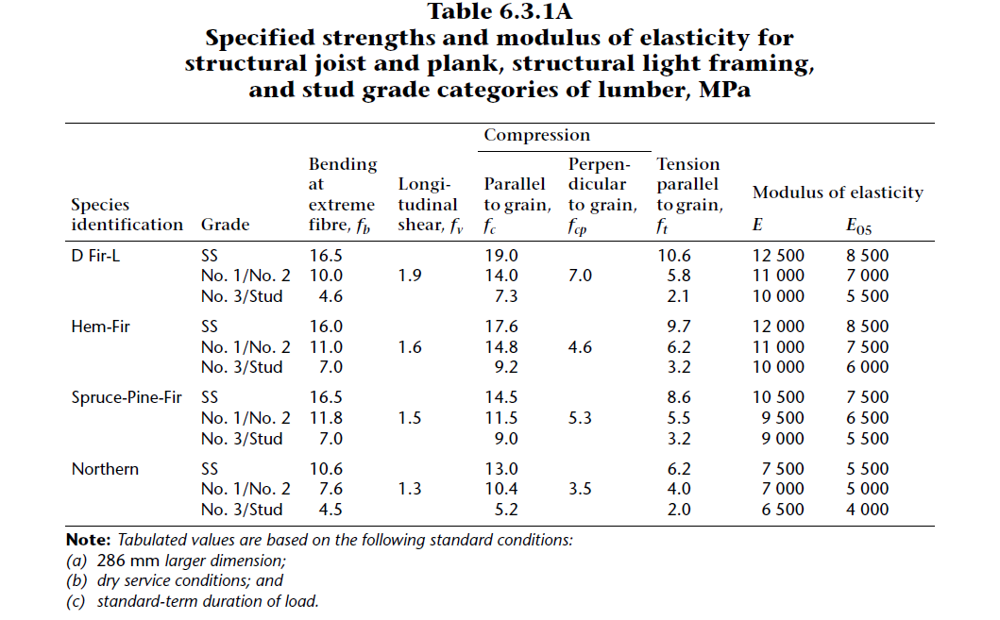 Table 6.3.1A
Specified strengths and modulus of elasticity for
structural joist and plank, structural light framing,
and stud grade categories of lumber, MPa
Compression
Bending Perpen- Tension
at Longi- Parallel dicular parallel Modulus of elasticity
Species extreme tudinal to grain, to grain, to grain,
identification Grade fibre, fb shear, fv fc fcp ft E E05
D Fir-L SS 16.5 19.0 10.6 12 500 8 500
No. 1/No. 2 10.0 1.9 14.0 7.0 5.8 11 000 7 000
No. 3/Stud 4.6 7.3 2.1 10 000 5 500
Hem-Fir SS 16.0 17.6 9.7 12 000 8 500
No. 1/No. 2 11.0 1.6 14.8 4.6 6.2 11 000 7 500
No. 3/Stud 7.0 9.2 3.2 10 000 6 000
Spruce-Pine-Fir SS 16.5 14.5 8.6 10 500 7 500
No. 1/No. 2 11.8 1.5 11.5 5.3 5.5 9 500 6 500
No. 3/Stud 7.0 9.0 3.2 9 000 5 500
Northern SS 10.6 13.0 6.2 7 500 5 500
No. 1/No. 2 7.6 1.3 10.4 3.5 4.0 7 000 5 000
No. 3/Stud 4.5 5.2 2.0 6 500 4 000
Note: Tabulated values are based on the following standard conditions:
(a) 286 mm larger dimension;
(b) dry service conditions; and
(c) standard-term duration of load.